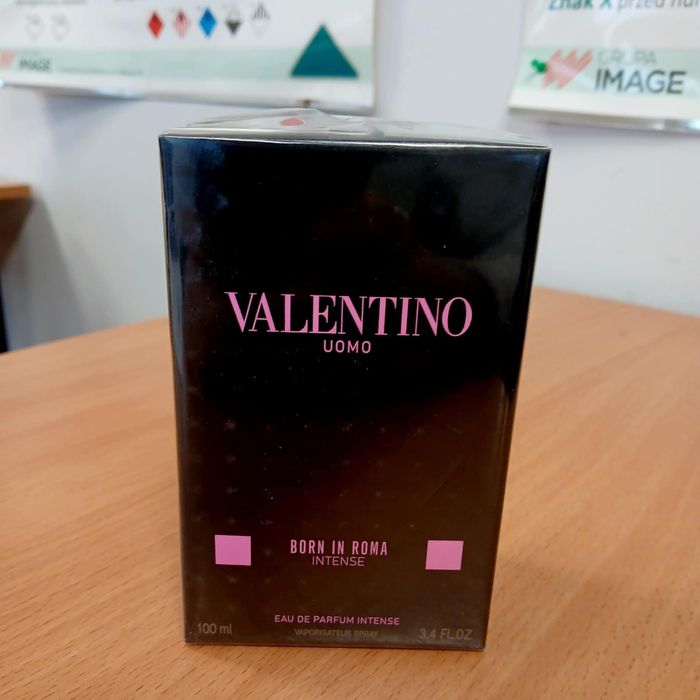 Znak X przed nur
GRUPA
IMAGE
IMAGE
VALENTINO
UOMO
BORN IN ROMA
INTENSE
EAU DE PARFUM INTENSE
100 ml
VAPORISATEUR SPRAY
3.4 FL.OZ